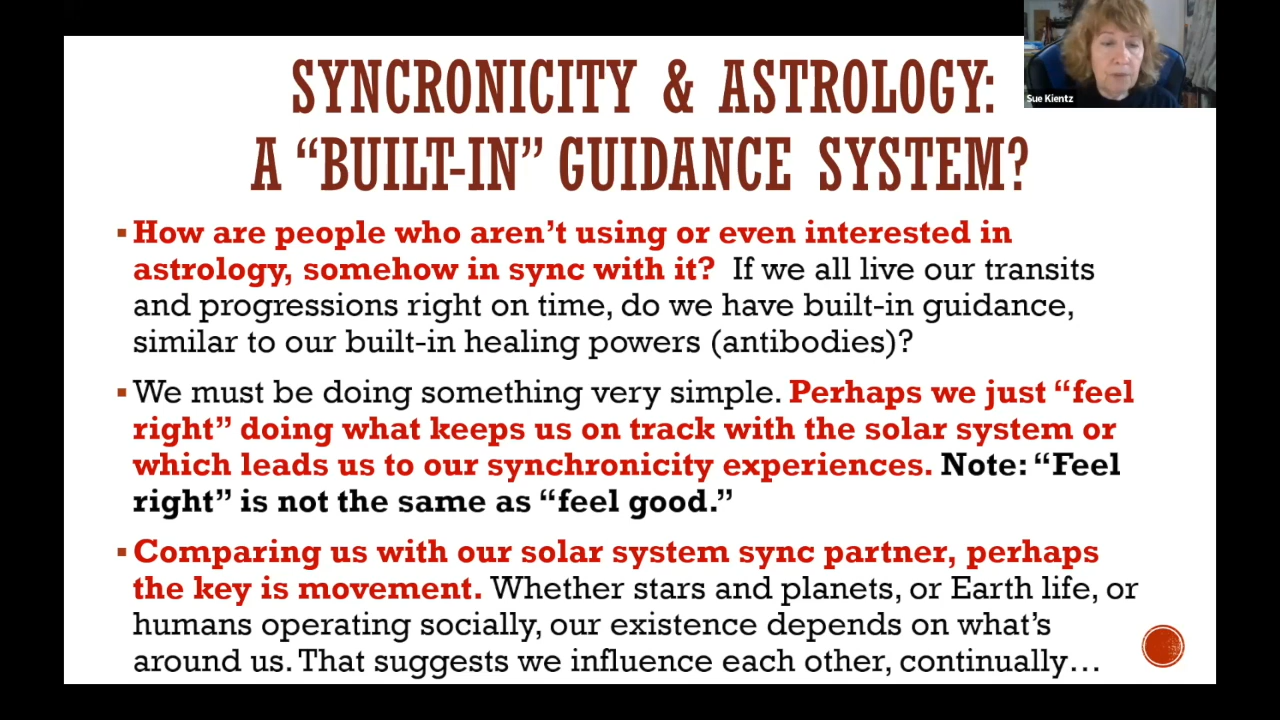 SYNCRONICITY & ASTROLOGY:
A “BUILT-IN” GUIDANCE SYSTEM?
Sue Kientz
▪ How are people who aren’t using or even interested in
astrology, somehow in sync with it? If we all live our transits
and progressions right on time, do we have built-in guidance,
similar to our built-in healing powers (antibodies)?
▪ We must be doing something very simple. Perhaps we just “feel
right” doing what keeps us on track with the solar system or
which leads us to our synchronicity experiences. Note: “Feel
right” is not the same as “feel good.”
▪ Comparing us with our solar system sync partner, perhaps
the key is movement. Whether stars and planets, or Earth life, or
humans operating socially, our existence depends on what’s
around us. That suggests we influence each other, continually…